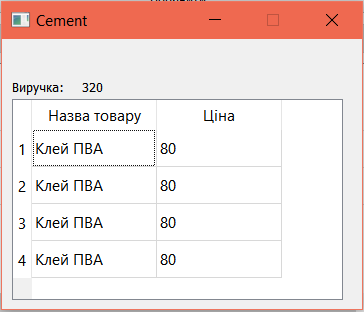 Cement
Виручка: 320
Назва товару Ціна
1 Клей ПВА 80
2 Клей ПВА 80
3 Клей ПВА 80
4 Клей ПВА 80